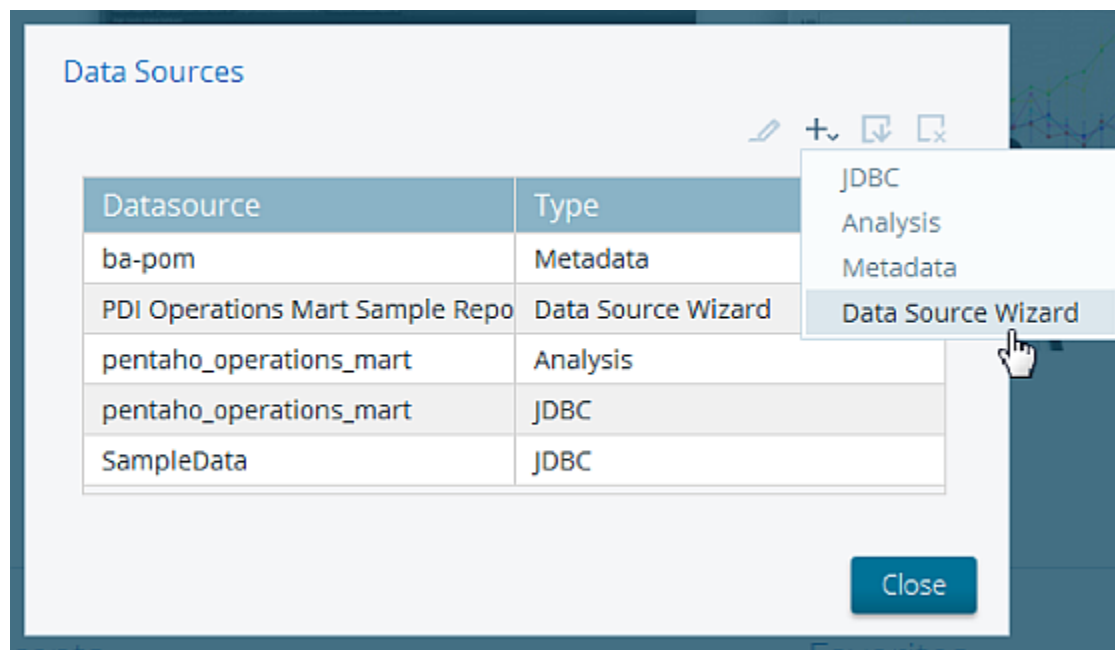 Data Sources
JDBC
Analysis
Metadata
Data Source Wizard
Datasource Type
ba-pom Metadata
PDI Operations Mart Sample Repo Data Source Wizard
pentaho_operations_mart Analysis
pentaho_operations_mart JDBC
SampleData JDBC
Close